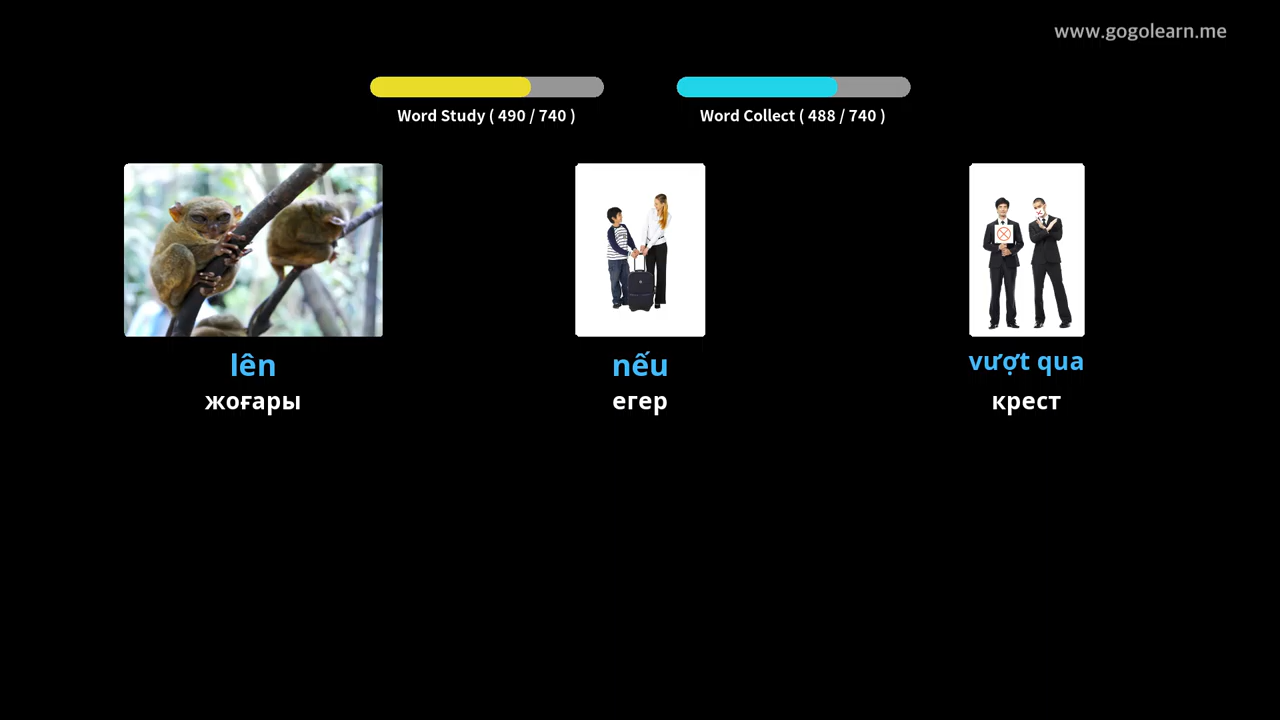 www.gogolearn.me
Word Study ( 490 / 740 )
Word Collect ( 488 / 740 )
lên
nếu
vượt qua
жоғары
егер
крест